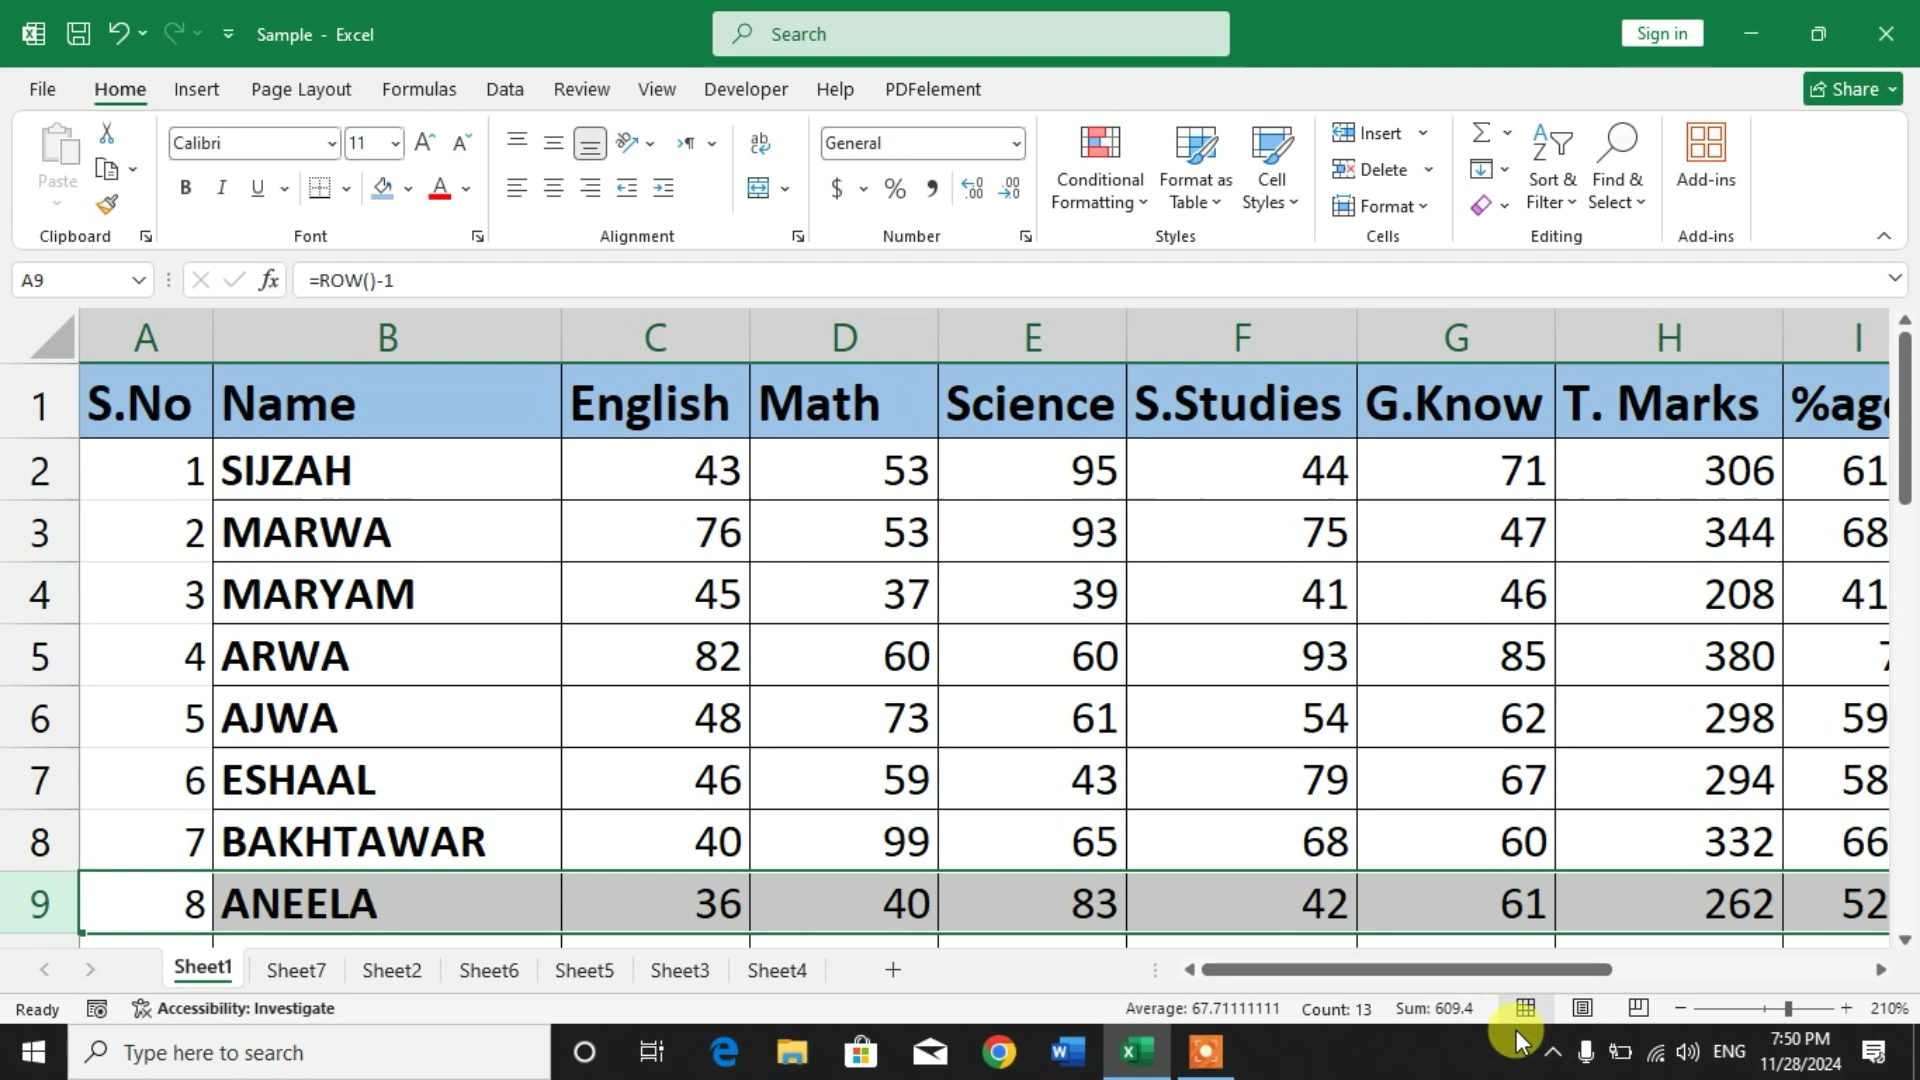 Sample - Excel
Search
Sign in
File Home Insert Page Layout Formulas Data Review View Developer Help PDFelement
Share
Paste
Clipboard
Calibri 11
B I U A
Font
ab
Alignment
General
$ % 9
Number
Conditional Formatting
Format as Table
Cell Styles
Styles
Insert
Delete
Format
Cells
Sort & Filter
Find & Select
Editing
Add-ins
Add-ins
A9 fx =ROW()-1
A B C D E F G H I
1 S.No Name English Math Science S.Studies G.Know T. Marks %age
2 1 SIJZAH 43 53 95 44 71 306 61
3 2 MARWA 76 53 93 75 47 344 68
4 3 MARYAM 45 37 39 41 46 208 41
5 4 ARWA 82 60 60 93 85 380 7
6 5 AJWA 48 73 61 54 62 298 59
7 6 ESHAAL 46 59 43 79 67 294 58
8 7 BAKHTAWAR 40 99 65 68 60 332 66
9 8 ANEELA 36 40 83 42 61 262 52
Sheet1 Sheet7 Sheet2 Sheet6 Sheet5 Sheet3 Sheet4
Ready Accessibility: Investigate Average: 67.71111111 Count: 13 Sum: 609.4 210%
Type here to search
ENG
7:50 PM
11/28/2024